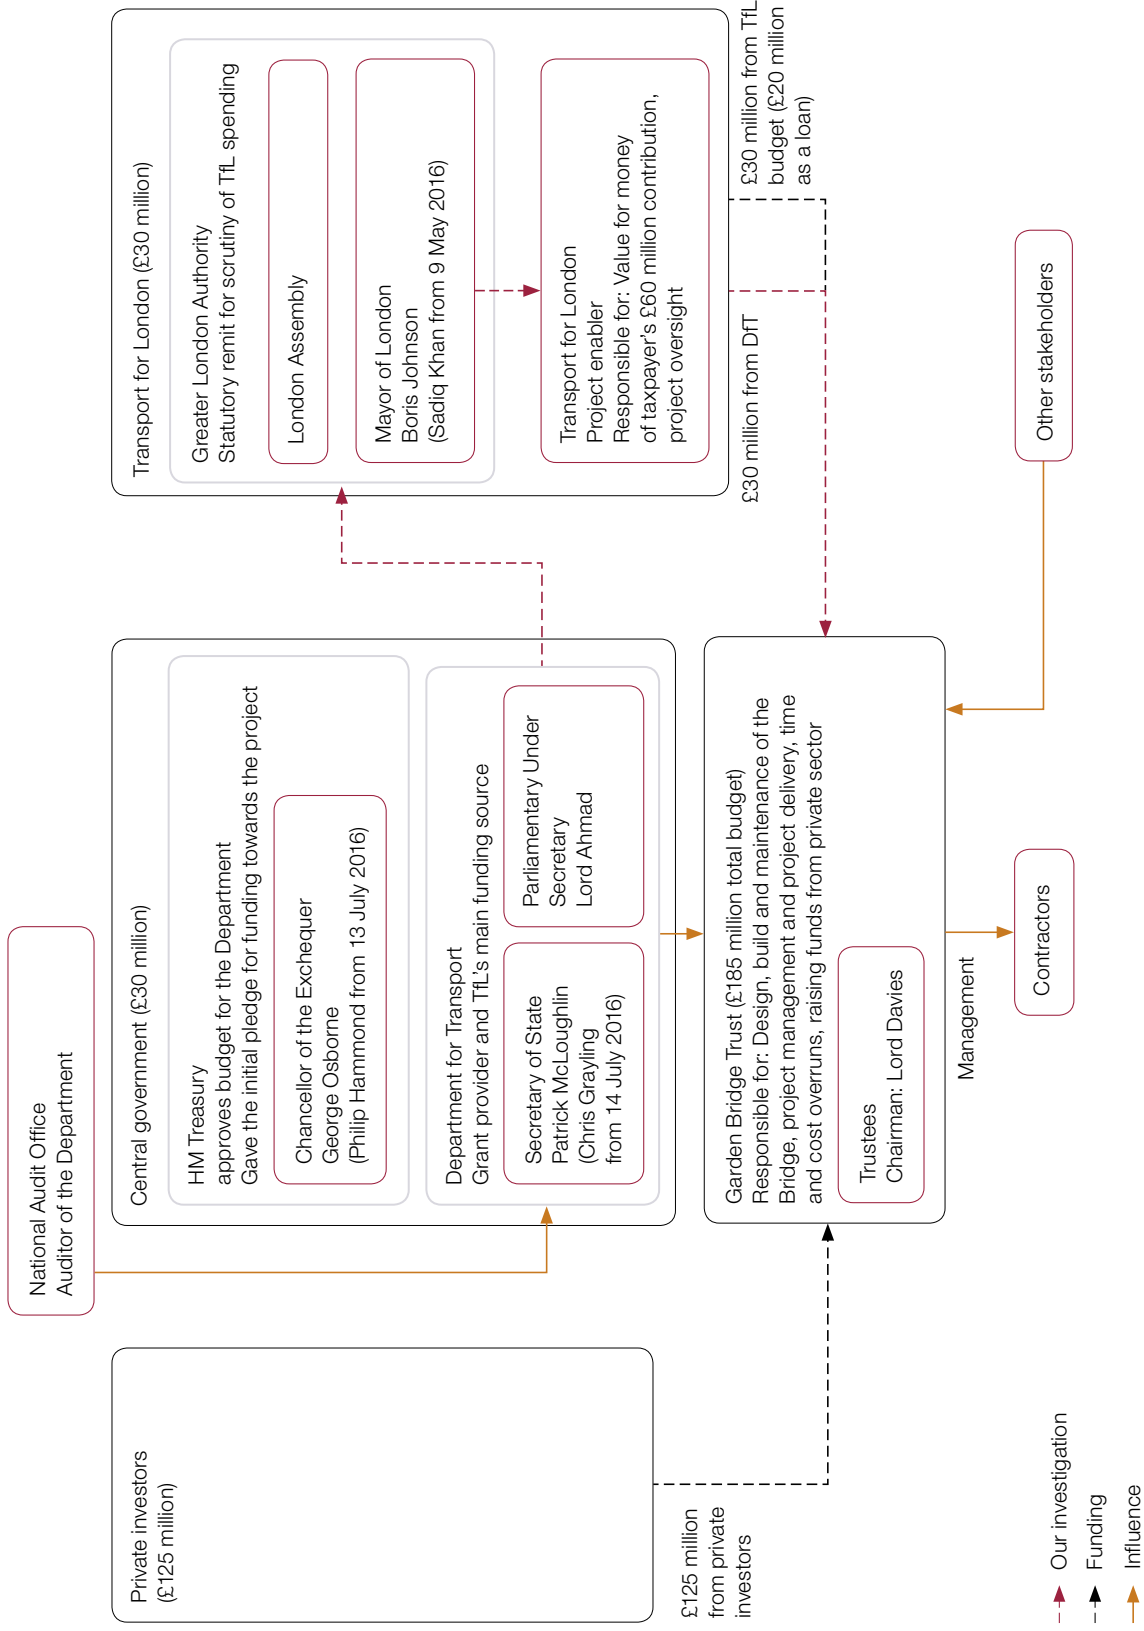 National Audit Office
Auditor of the Department
Private investors
(£125 million)
Central government (£30 million)
HM Treasury
approves budget for the Department
Gave the initial pledge for funding towards the project
Chancellor of the Exchequer
George Osborne
(Philip Hammond from 13 July 2016)
Department for Transport
Grant provider and TfL’s main funding source
Secretary of State
Patrick McLoughlin
(Chris Grayling
from 14 July 2016)
Parliamentary Under
Secretary
Lord Ahmad
Transport for London (£30 million)
Greater London Authority
Statutory remit for scrutiny of TfL spending
London Assembly
Mayor of London
Boris Johnson
(Sadiq Khan from 9 May 2016)
Transport for London
Project enabler
Responsible for: Value for money
of taxpayer’s £60 million contribution,
project oversight
£125 million
from private
investors
£30 million from DfT
£30 million from TfL
budget (£20 million
as a loan)
Garden Bridge Trust (£185 million total budget)
Responsible for: Design, build and maintenance of the
Bridge, project management and project delivery, time
and cost overruns, raising funds from private sector
Trustees
Chairman: Lord Davies
Management
Contractors
Other stakeholders
Our investigation
Funding
Influence